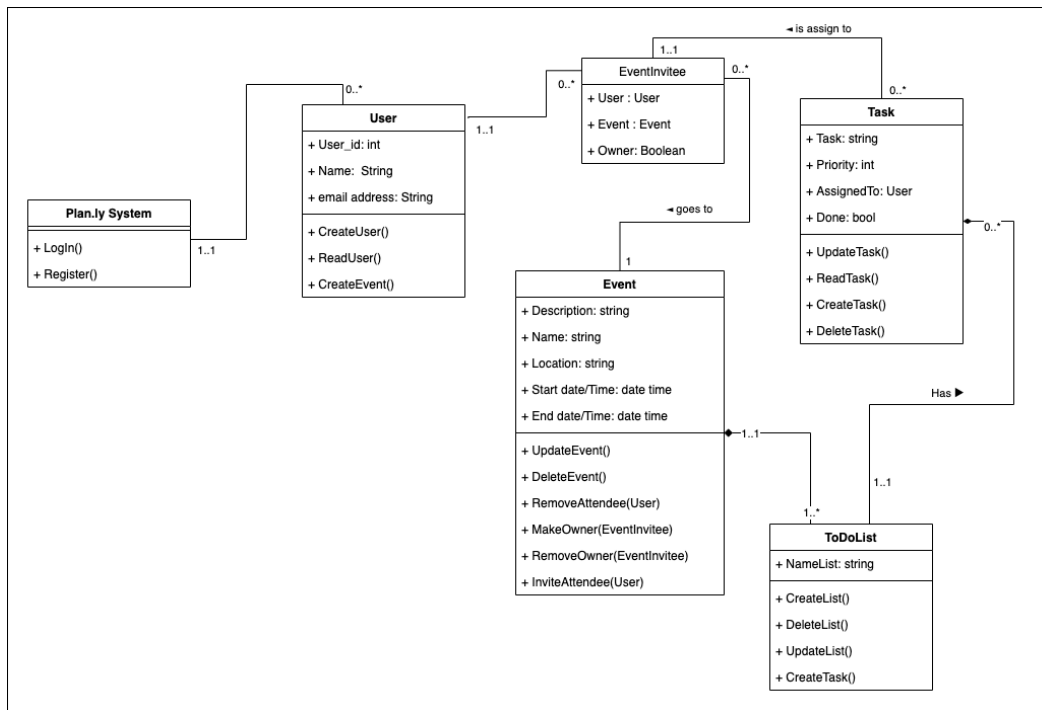 ◄ is assign to
1..1
0..*
EventInvitee
+ User : User
+ Event : Event
+ Owner: Boolean
0..*
0..*
1..1
0..*
User
+ User_id: int
+ Name:  String
+ email address: String
+ CreateUser()
+ ReadUser()
+ CreateEvent()
Task
+ Task: string
+ Priority: int
+ AssignedTo: User
+ Done: bool
+ UpdateTask()
+ ReadTask()
+ CreateTask()
+ DeleteTask()
0..*
Plan.ly System
+ LogIn()
+ Register()
1..1
◄ goes to
1
Event
+ Description: string
+ Name: string
+ Location: string
+ Start date/Time: date time
+ End date/Time: date time
+ UpdateEvent()
+ DeleteEvent()
+ RemoveAttendee(User)
+ MakeOwner(EventInvitee)
+ RemoveOwner(EventInvitee)
+ InviteAttendee(User)
Has ►
1..1
1..1
1..*
ToDoList
+ NameList: string
+ CreateList()
+ DeleteList()
+ UpdateList()
+ CreateTask()